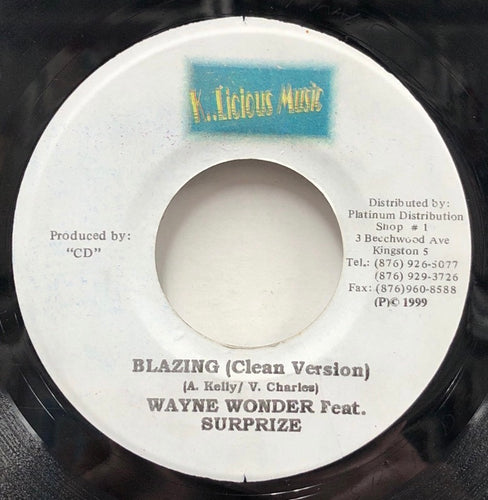 K..Licious Music
Produced by:
"CD"
Distributed by:
Platinum Distribution
Shop # 1
3 Beechwood Ave
Kingston 5
Tel.: (876) 926-5077
(876) 929-3726
Fax: (876)960-8588
(P)© 1999
BLAZING (Clean Version)
(A. Kelly/ V. Charles)
WAYNE WONDER Feat.
SURPRIZE